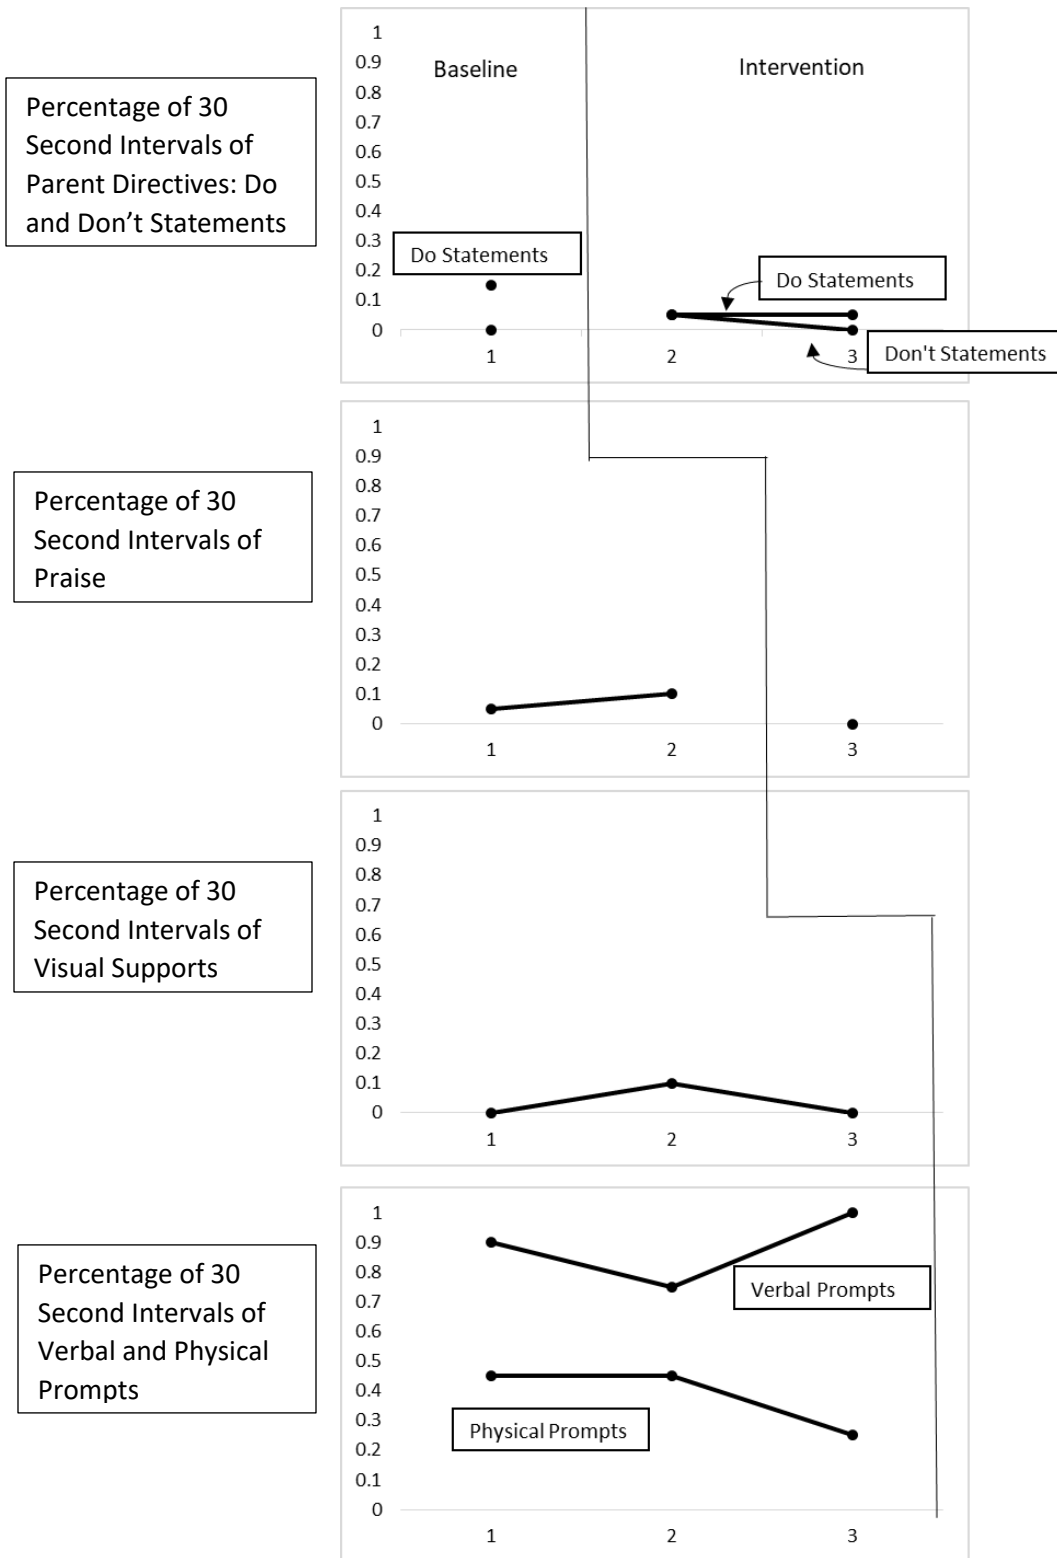 Percentage of 30
Second Intervals of
Parent Directives: Do
and Don't Statements
1
0.9
0.8
0.7
0.6
0.5
0.4
0.3
0.2
0.1
0
Baseline
Intervention
Do Statements
Do Statements
Don't Statements
1 2 3
Percentage of 30
Second Intervals of
Praise
1
0.9
0.8
0.7
0.6
0.5
0.4
0.3
0.2
0.1
0
1 2 3
Percentage of 30
Second Intervals of
Visual Supports
1
0.9
0.8
0.7
0.6
0.5
0.4
0.3
0.2
0.1
0
1 2 3
Percentage of 30
Second Intervals of
Verbal and Physical
Prompts
1
0.9
0.8
0.7
0.6
0.5
0.4
0.3
0.2
0.1
0
Verbal Prompts
Physical Prompts
1 2 3